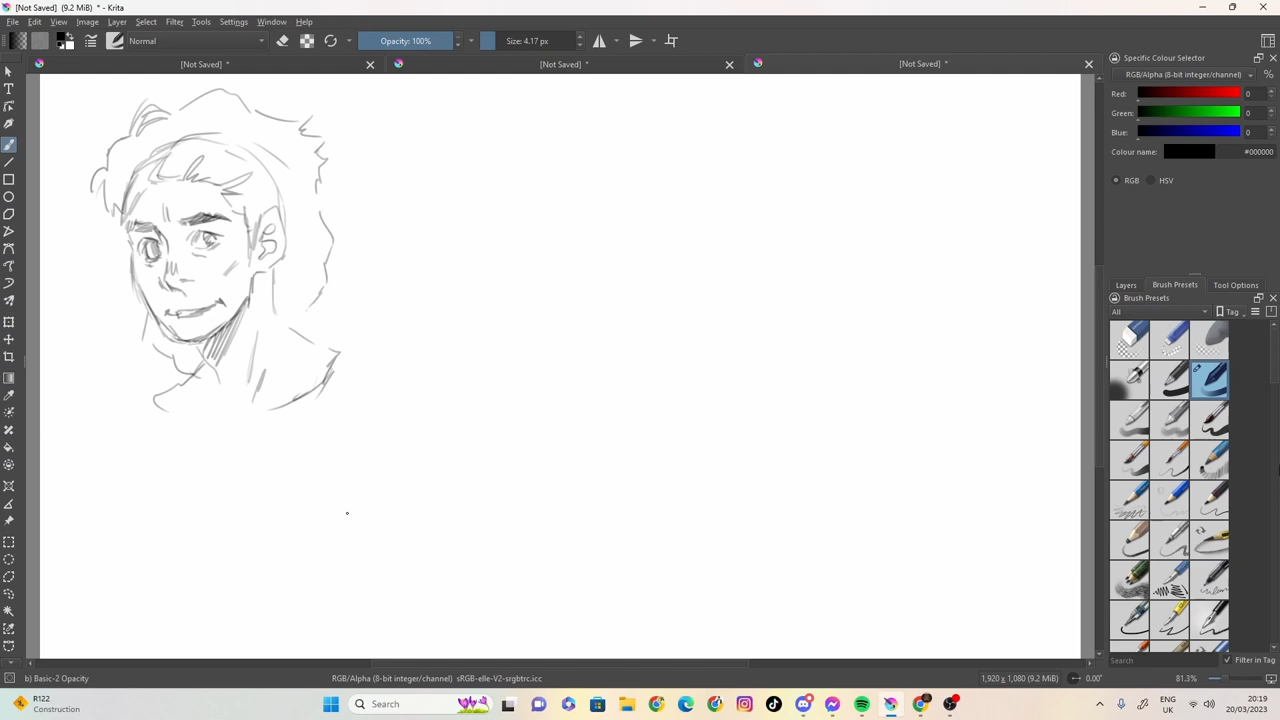 [Not Saved] (9.2 MiB) * - Krita
File Edit View Image Layer Select Filter Tools Settings Window Help
Normal Opacity: 100% Size: 4.17 px
[Not Saved] * [Not Saved] * [Not Saved] *
Specific Colour Selector
RGB/Alpha (8-bit integer/channel) %
Red: 0
Green: 0
Blue: 0
Colour name: #000000
RGB HSV
Layers Brush Presets Tool Options
Brush Presets
All Tag
Search Filter in Tag
b) Basic-2 Opacity RGB/Alpha (8-bit integer/channel) sRGB-elle-V2-srgbtrc.icc 1,920 x 1,080 (9.2 MiB) 0.00° 81.3%
R122
Construction
Search
ENG
UK
20:19
20/03/2023